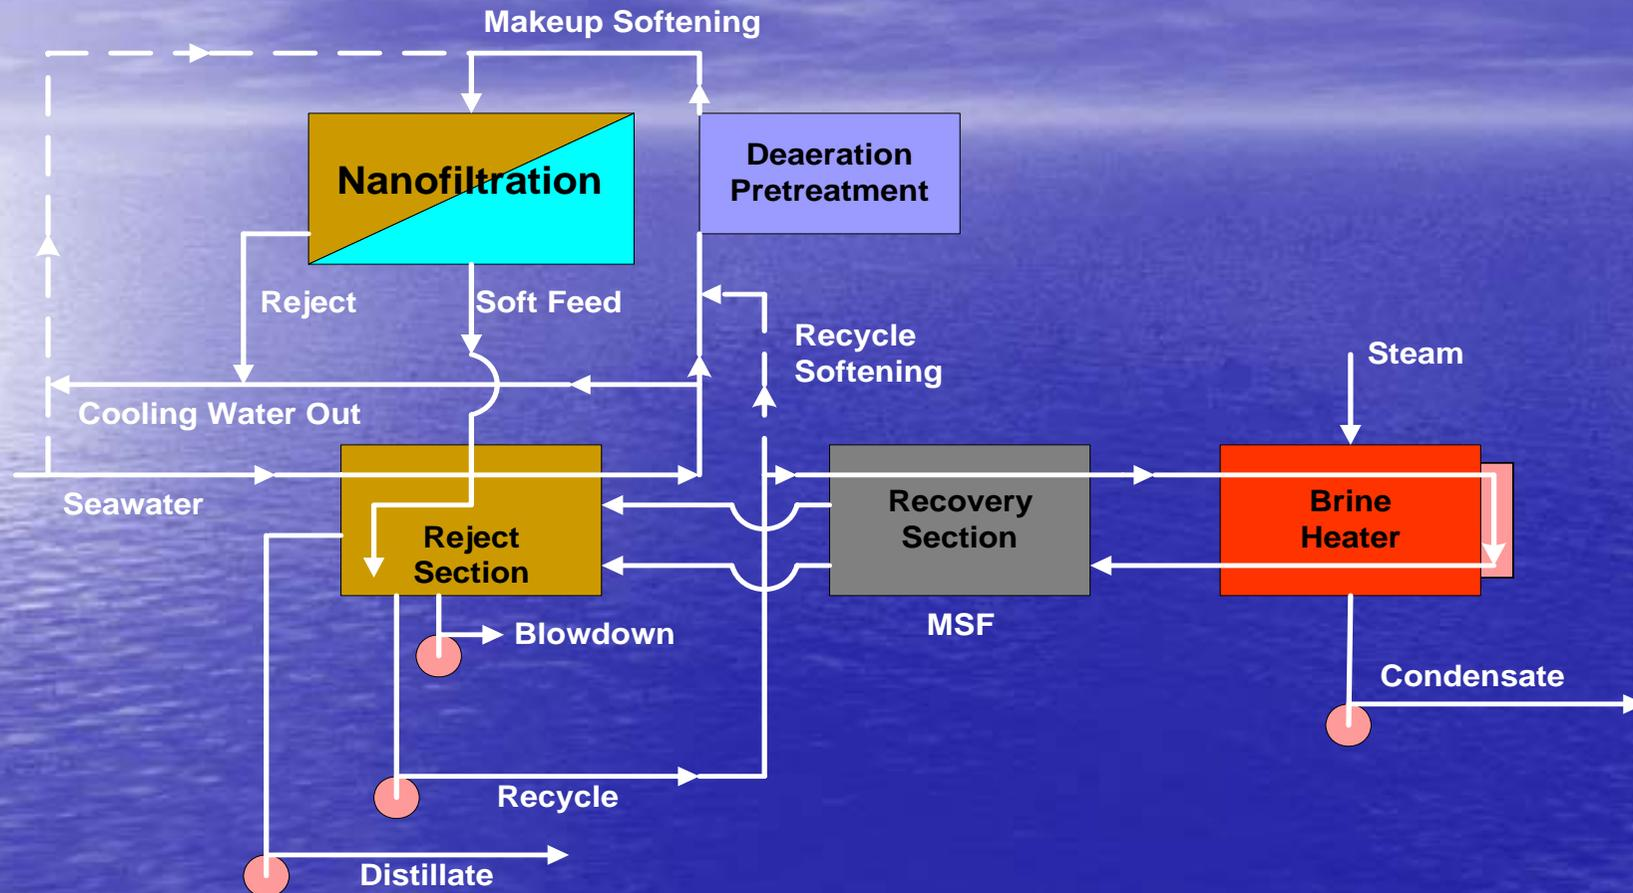 Makeup Softening
Nanofiltration
Deaeration
Pretreatment
Reject
Soft Feed
Recycle
Softening
Steam
Cooling Water Out
Seawater
Reject
Section
Recovery
Section
Brine
Heater
Blowdown
MSF
Condensate
Recycle
Distillate